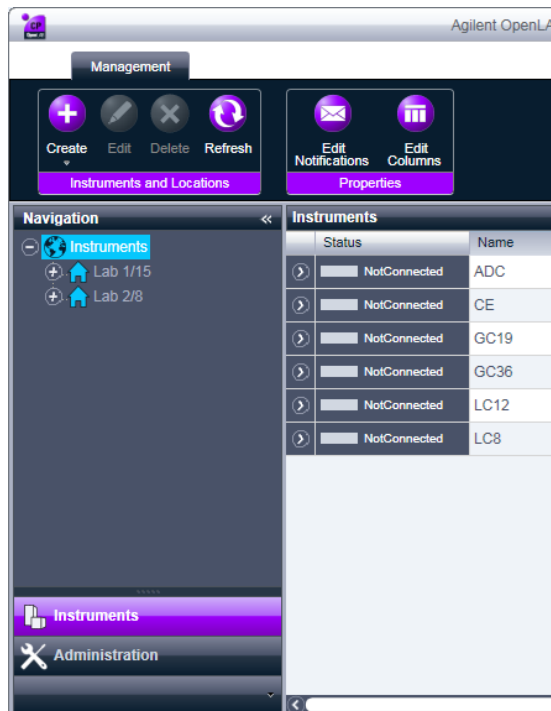 CP
Agilent OpenLA
Management
Create Edit Delete Refresh
Instruments and Locations
Edit Notifications
Edit Columns
Properties
Navigation
Instruments
Lab 1/15
Lab 2/8
Instruments
Administration
Instruments
Status Name
NotConnected ADC
NotConnected CE
NotConnected GC19
NotConnected GC36
NotConnected LC12
NotConnected LC8